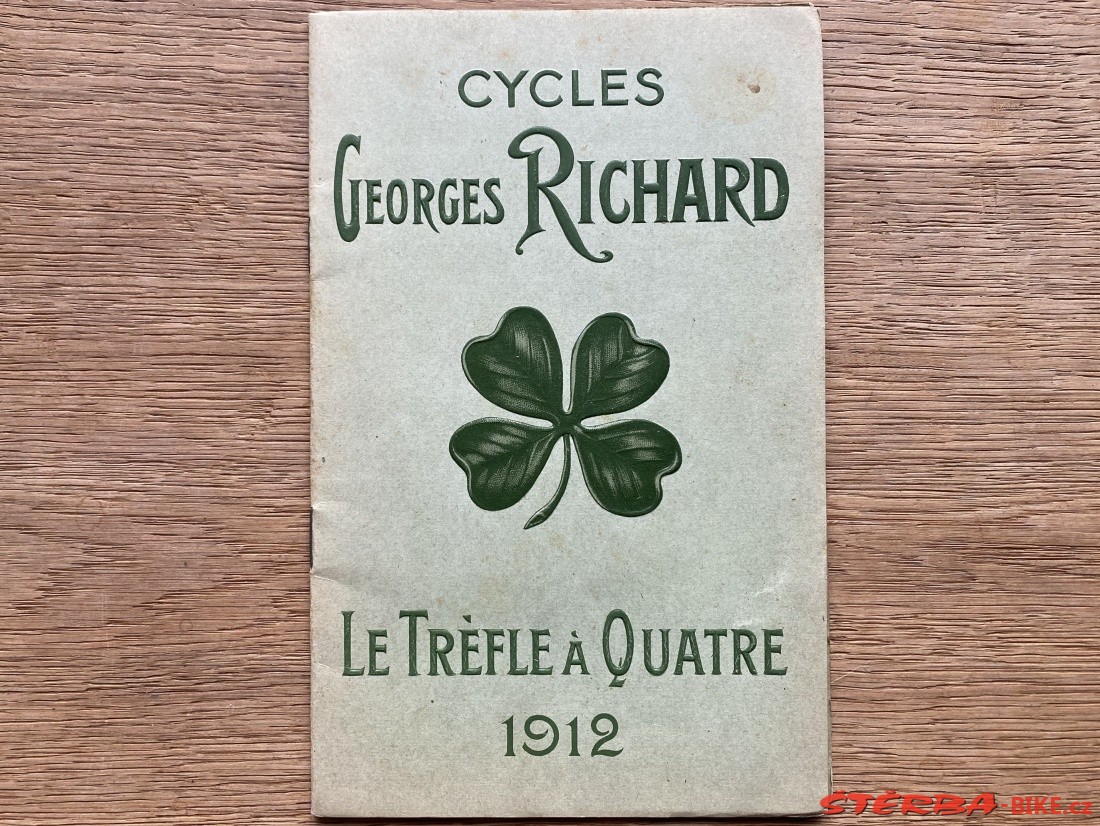 CYCLES
GEORGES RICHARD
LE TRÈFLE À QUATRE
1912
ŠTĚRBA-BIKE.cz